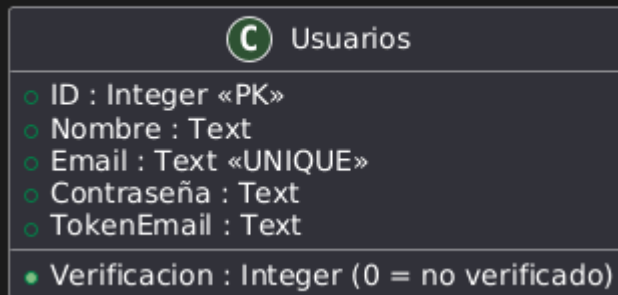 C Usuarios
ID : Integer «PK»
Nombre : Text
Email : Text «UNIQUE»
Contraseña : Text
TokenEmail : Text
Verificacion : Integer (0 = no verificado)